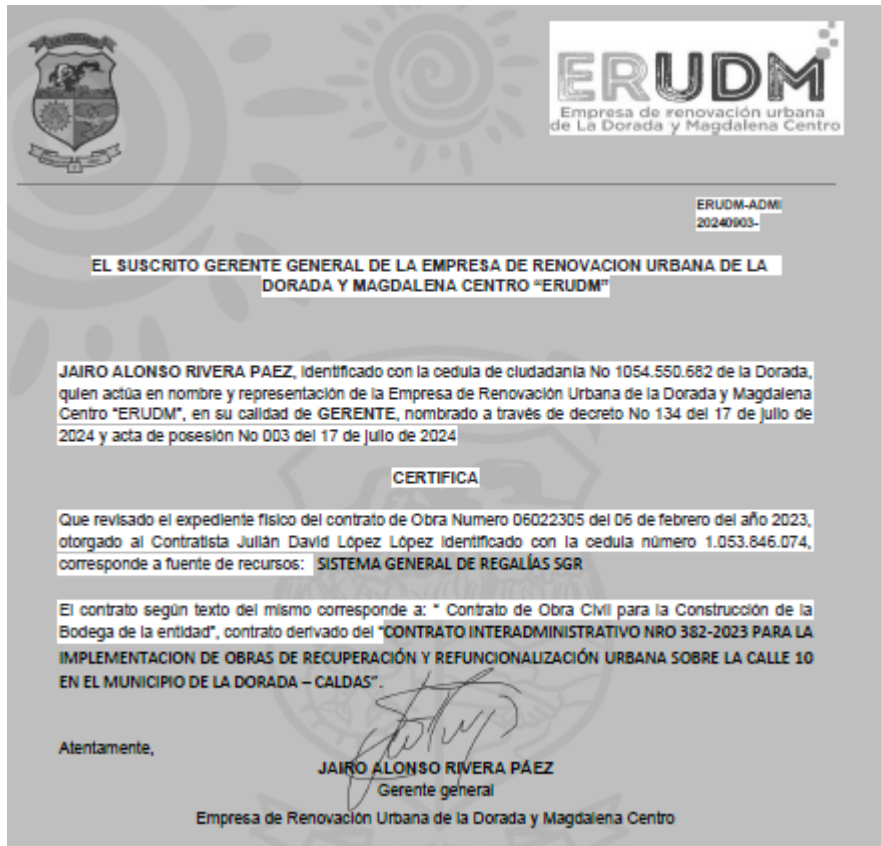 LA DORADA
ERUDM
Empresa de renovación urbana
de La Dorada y Magdalena Centro
ERUDM-ADMI
20240903-
EL SUSCRITO GERENTE GENERAL DE LA EMPRESA DE RENOVACION URBANA DE LA
DORADA Y MAGDALENA CENTRO “ERUDM”
JAIRO ALONSO RIVERA PAEZ, identificado con la cedula de ciudadanía No 1054.550.682 de la Dorada,
quien actúa en nombre y representación de la Empresa de Renovación Urbana de la Dorada y Magdalena
Centro “ERUDM”, en su calidad de GERENTE, nombrado a través de decreto No 134 del 17 de julio de
2024 y acta de posesión No 003 del 17 de julio de 2024
CERTIFICA
Que revisado el expediente físico del contrato de Obra Numero 06022305 del 06 de febrero del año 2023,
otorgado al Contratista Julián David López López identificado con la cedula número 1.053.846.074,
corresponde a fuente de recursos: SISTEMA GENERAL DE REGALÍAS SGR
El contrato según texto del mismo corresponde a: “ Contrato de Obra Civil para la Construcción de la
Bodega de la entidad”, contrato derivado del “CONTRATO INTERADMINISTRATIVO NRO 382-2023 PARA LA
IMPLEMENTACION DE OBRAS DE RECUPERACIÓN Y REFUNCIONALIZACIÓN URBANA SOBRE LA CALLE 10
EN EL MUNICIPIO DE LA DORADA – CALDAS”.
Atentamente,
JAIRO ALONSO RIVERA PÁEZ
Gerente general
Empresa de Renovación Urbana de la Dorada y Magdalena Centro